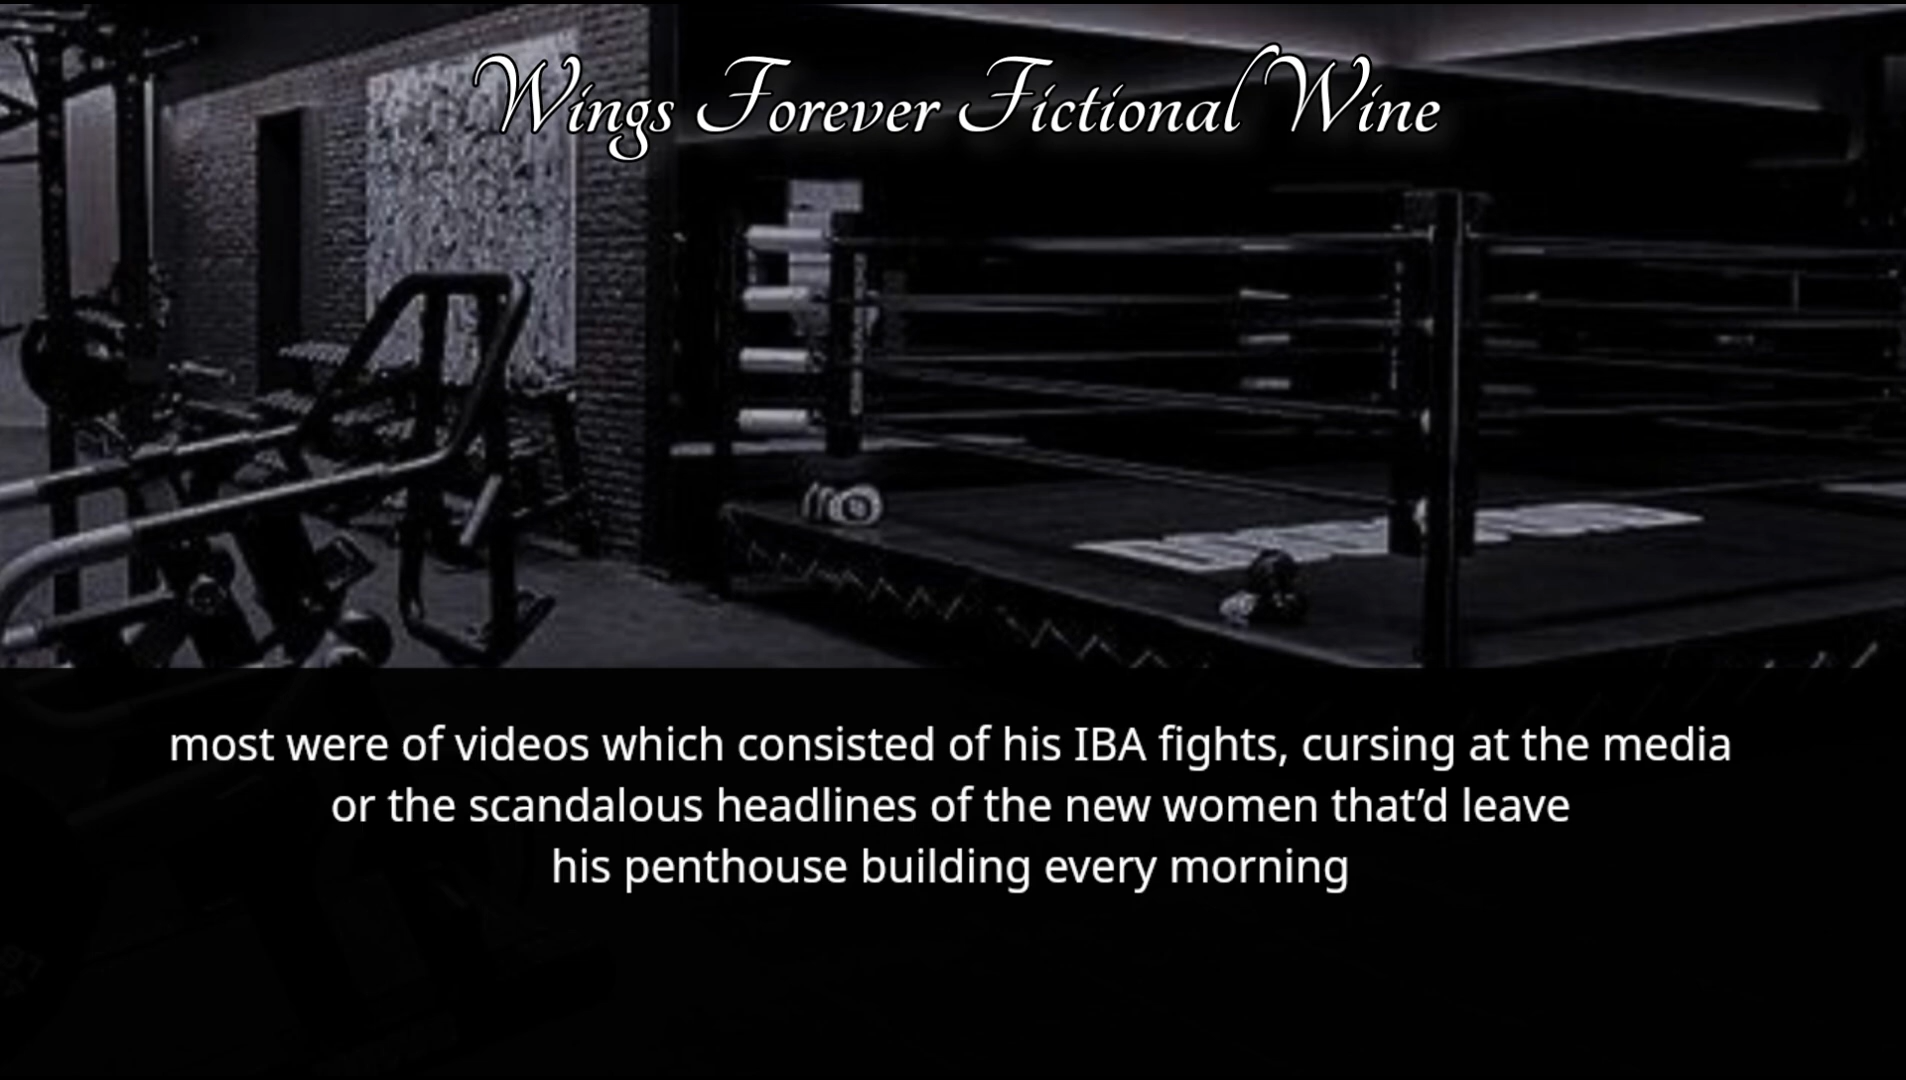 Wings Forever Fictional Wine
most were of videos which consisted of his IBA fights, cursing at the media
or the scandalous headlines of the new women that’d leave
his penthouse building every morning